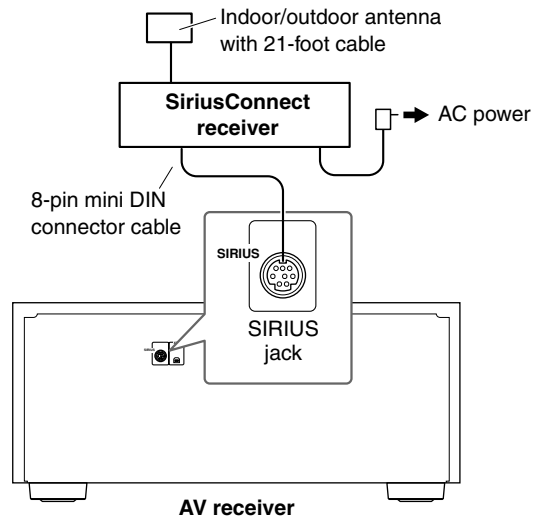 Indoor/outdoor antenna
with 21-foot cable
SiriusConnect
receiver
AC power
8-pin mini DIN
connector cable
SIRIUS
SIRIUS
jack
SIRIUS
AV receiver